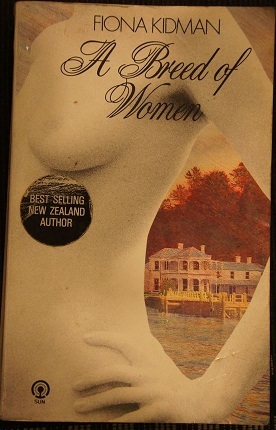 FIONA KIDMAN
A Breed of
Women
BEST SELLING
NEW ZEALAND
AUTHOR
SUN